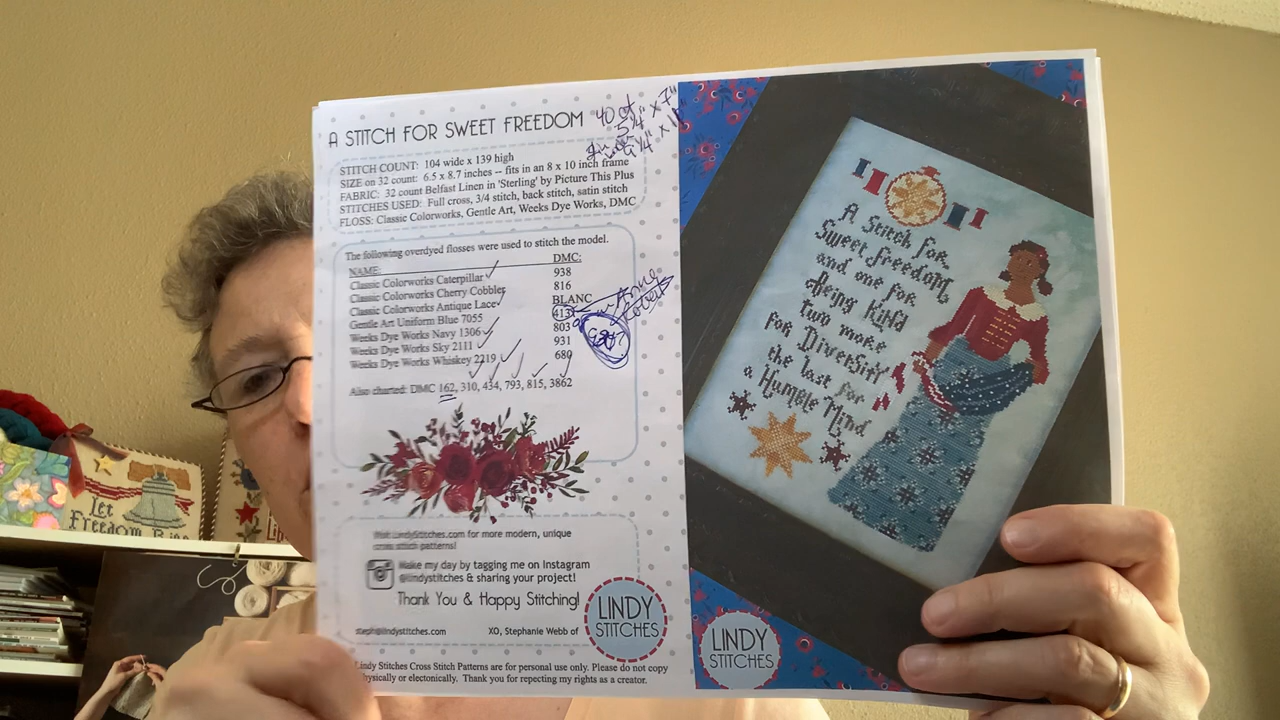 A STITCH FOR SWEET FREEDOM
40 ct
5 1/4" x 7"
STITCH COUNT: 104 wide x 139 high
SIZE on 32 count: 6.5 x 8.7 inches -- fits in an 8 x 10 inch frame
FABRIC: 32 count Belfast Linen in 'Sterling' by Picture This Plus
STITCHES USED: Full cross, 3/4 stitch, back stitch, satin stitch
FLOSS: Classic Colorworks, Gentle Art, Weeks Dye Works, DMC
The following overdyed flosses were used to stitch the model.
NAME: DMC:
Classic Colorworks Caterpillar 938
Classic Colorworks Cherry Cobbler 816
Classic Colorworks Antique Lace BLANC
Gentle Art Uniform Blue 7055 413
Weeks Dye Works Navy 1306 803
Weeks Dye Works Sky 2111 931
Weeks Dye Works Whiskey 2219 680
Also charted: DMC 162, 310, 434, 793, 815, 3862
Visit LindyStitches.com for more modern, unique
cross stitch patterns!
Make my day by tagging me on Instagram
@lindystitches & sharing your project!
Thank You & Happy Stitching!
steph@lindystitches.com XO, Stephanie Webb of
LINDY
STITCHES
Lindy Stitches Cross Stitch Patterns are for personal use only. Please do not copy
physically or electonically. Thank you for repecting my rights as a creator.
A Stitch for
Sweet freedom
and one for
Being Kind
two more
for Diversity
the last for
a Humble Mind
LINDY
STITCHES
Let
Freedom